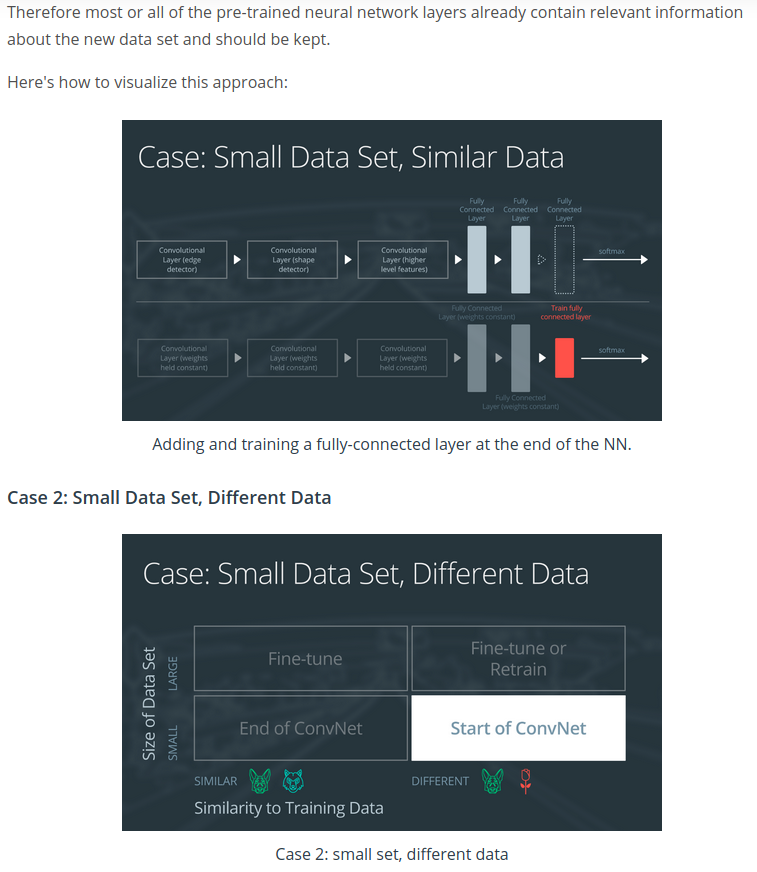 Therefore most or all of the pre-trained neural network layers already contain relevant information
about the new data set and should be kept.
Here's how to visualize this approach:
Case: Small Data Set, Similar Data
Fully
Connected
Layer
Fully
Connected
Layer
Fully
Connected
Layer
Convolutional
Layer (edge
detector)
Convolutional
Layer (shape
detector)
Convolutional
Layer (higher
level features)
softmax
Fully Connected
Layer (weights constant)
Train fully
connected layer
Convolutional
Layer (weights
held constant)
Convolutional
Layer (weights
held constant)
Convolutional
Layer (weights
held constant)
softmax
Fully Connected
Layer (weights constant)
Adding and training a fully-connected layer at the end of the NN.
Case 2: Small Data Set, Different Data
Case: Small Data Set, Different Data
Size of Data Set
LARGE
SMALL
Fine-tune
Fine-tune or
Retrain
End of ConvNet
Start of ConvNet
SIMILAR
DIFFERENT
Similarity to Training Data
Case 2: small set, different data